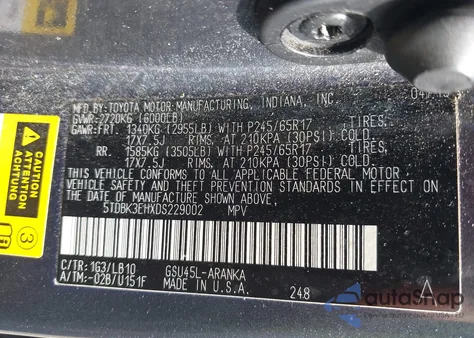 MFD. BY: TOYOTA MOTOR MANUFACTURING, INDIANA, INC.
GVWR: 2720KG (6000LB)
GAWR: FRT. 1340KG (2955LB) WITH P245/65R17 TIRES,
17X7.5J RIMS, AT 210KPA (30PSI) COLD.
RR. 1585KG (3505LB) WITH P245/65R17 TIRES,
17X7.5J RIMS, AT 210KPA (30PSI) COLD.
THIS VEHICLE CONFORMS TO ALL APPLICABLE FEDERAL MOTOR
VEHICLE SAFETY AND THEFT PREVENTION STANDARDS IN EFFECT
ON THE DATE OF MANUFACTURE SHOWN ABOVE.
5TDBK3EHXDS229002 MPV
3
C/TR: 1G3/LB10 GSU45L-ARANKA
A/TM: -02B/U151F MADE IN U.S.A. 248
A